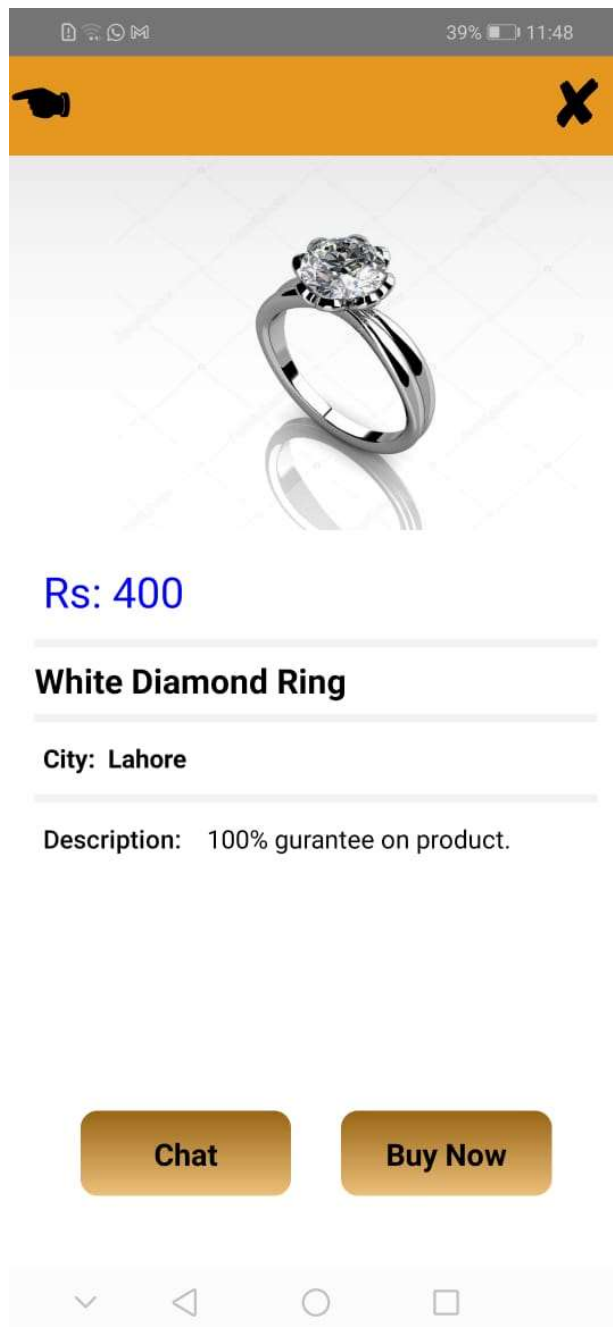 39% 11:48
Rs: 400
White Diamond Ring
City: Lahore
Description: 100% gurantee on product.
Chat
Buy Now